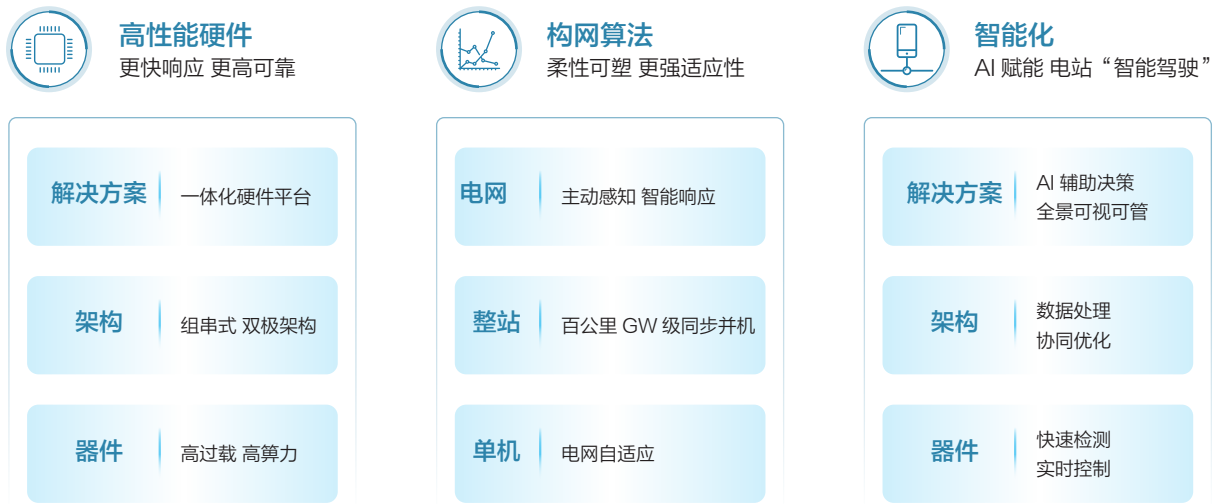 高性能硬件
更快响应 更高可靠
解决方案
一体化硬件平台
架构
组串式 双极架构
器件
高过载 高算力
构网算法
柔性可塑 更强适应性
电网
主动感知 智能响应
整站
百公里 GW 级同步并机
单机
电网自适应
智能化
AI 赋能 电站“智能驾驶”
解决方案
AI 辅助决策
全景可视可管
架构
数据处理
协同优化
器件
快速检测
实时控制